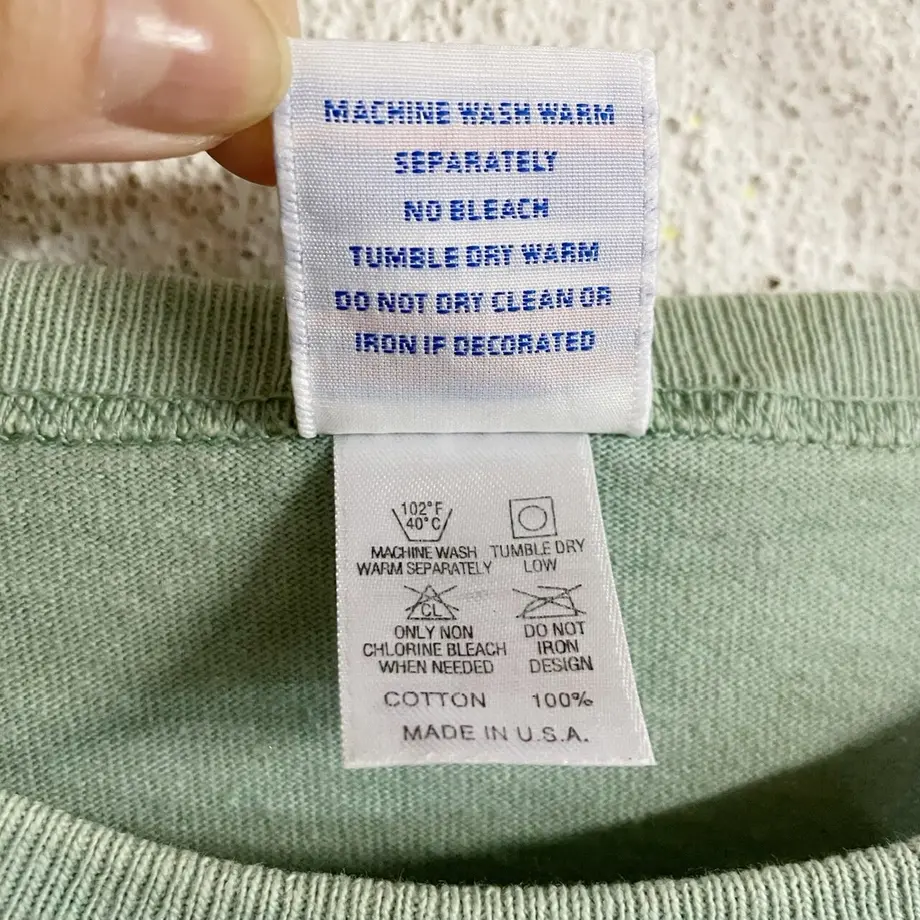 MACHINE WASH WARM
SEPARATELY
NO BLEACH
TUMBLE DRY WARM
DO NOT DRY CLEAN OR
IRON IF DECORATED
102°F
40°C
MACHINE WASH
WARM SEPARATELY
TUMBLE DRY
LOW
CL
ONLY NON
CHLORINE BLEACH
WHEN NEEDED
DO NOT
IRON
DESIGN
COTTON 100%
MADE IN U.S.A.